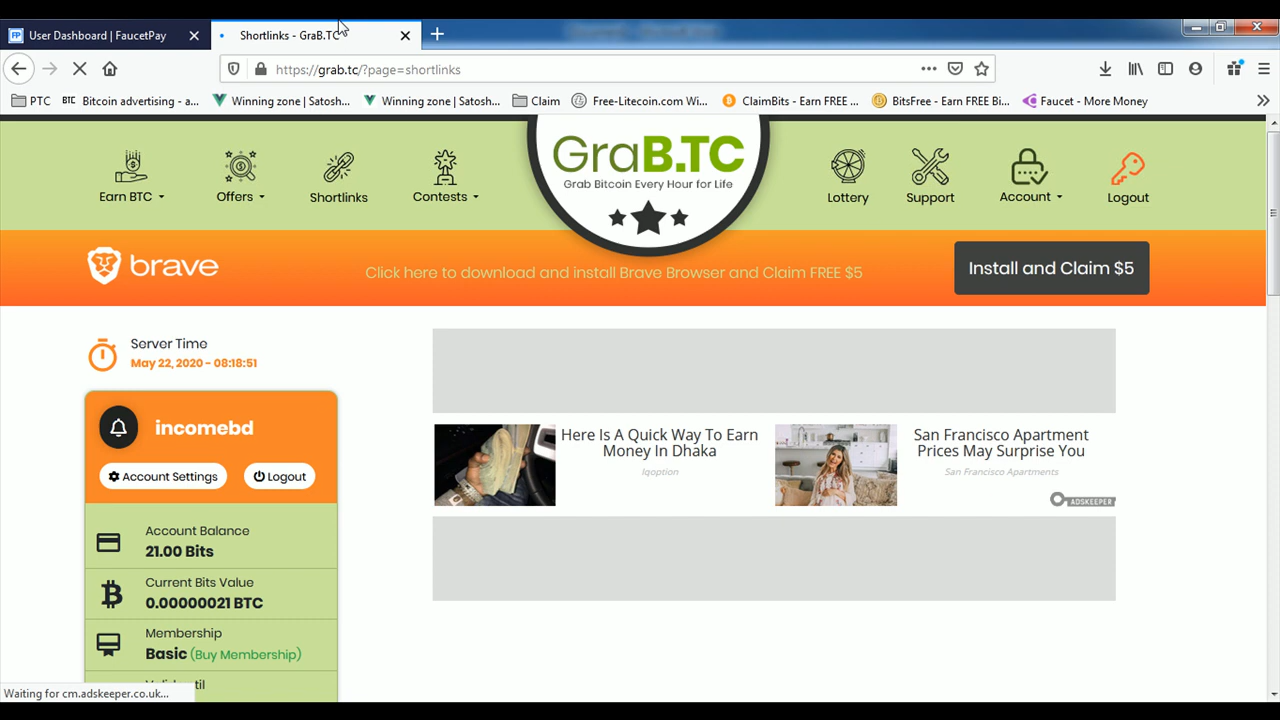 User Dashboard | FaucetPay
Shortlinks - GraB.TC
https://grab.tc/?page=shortlinks
PTC
BTC Bitcoin advertising - a...
Winning zone | Satosh...
Winning zone | Satosh...
Claim
Free-Litecoin.com Wi...
ClaimBits - Earn FREE ...
BitsFree - Earn FREE Bi...
Faucet - More Money
Earn BTC
Offers
Shortlinks
Contests
GraB.TC
Grab Bitcoin Every Hour for Life
Lottery
Support
Account
Logout
brave
Click here to download and install Brave Browser and Claim FREE $5
Install and Claim $5
Server Time
May 22, 2020 - 08:18:51
incomebd
Account Settings
Logout
Account Balance
21.00 Bits
Current Bits Value
0.00000021 BTC
Membership
Basic (Buy Membership)
Here Is A Quick Way To Earn
Money In Dhaka
Iqoption
San Francisco Apartment
Prices May Surprise You
San Francisco Apartments
ADSKEEPER
Waiting for cm.adskeeper.co.uk...